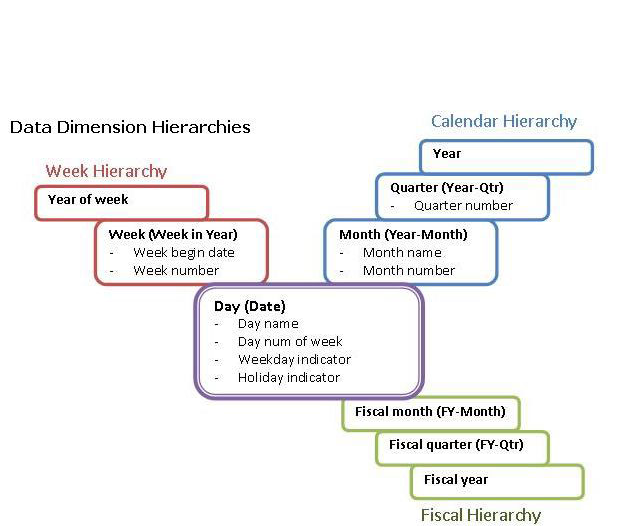 Data Dimension Hierarchies
Calendar Hierarchy
Year
Quarter (Year-Qtr)
- Quarter number
Month (Year-Month)
- Month name
- Month number
Week Hierarchy
Year of week
Week (Week in Year)
- Week begin date
- Week number
Day (Date)
- Day name
- Day num of week
- Weekday indicator
- Holiday indicator
Fiscal month (FY-Month)
Fiscal quarter (FY-Qtr)
Fiscal year
Fiscal Hierarchy